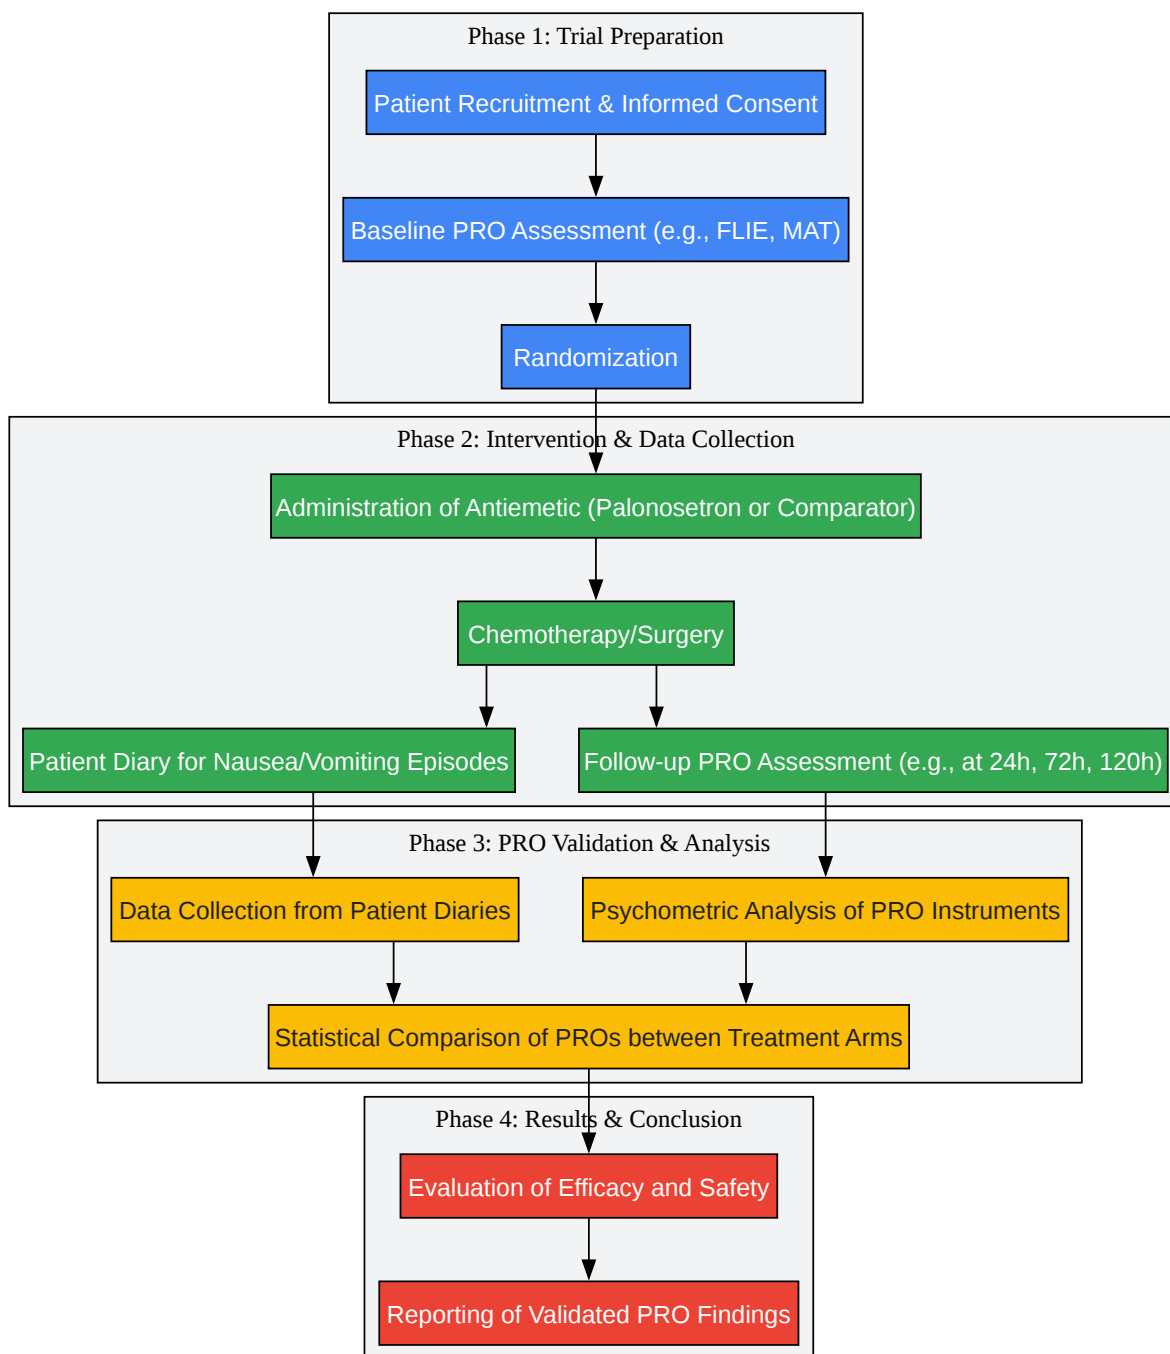 Phase 1: Trial Preparation
Patient Recruitment & Informed Consent
Baseline PRO Assessment (e.g., FLIE, MAT)
Randomization
Phase 2: Intervention & Data Collection
Administration of Antiemetic (Palonosetron or Comparator)
Chemotherapy/Surgery
Patient Diary for Nausea/Vomiting Episodes
Follow-up PRO Assessment (e.g., at 24h, 72h, 120h)
Phase 3: PRO Validation & Analysis
Data Collection from Patient Diaries
Psychometric Analysis of PRO Instruments
Statistical Comparison of PROs between Treatment Arms
Phase 4: Results & Conclusion
Evaluation of Efficacy and Safety
Reporting of Validated PRO Findings